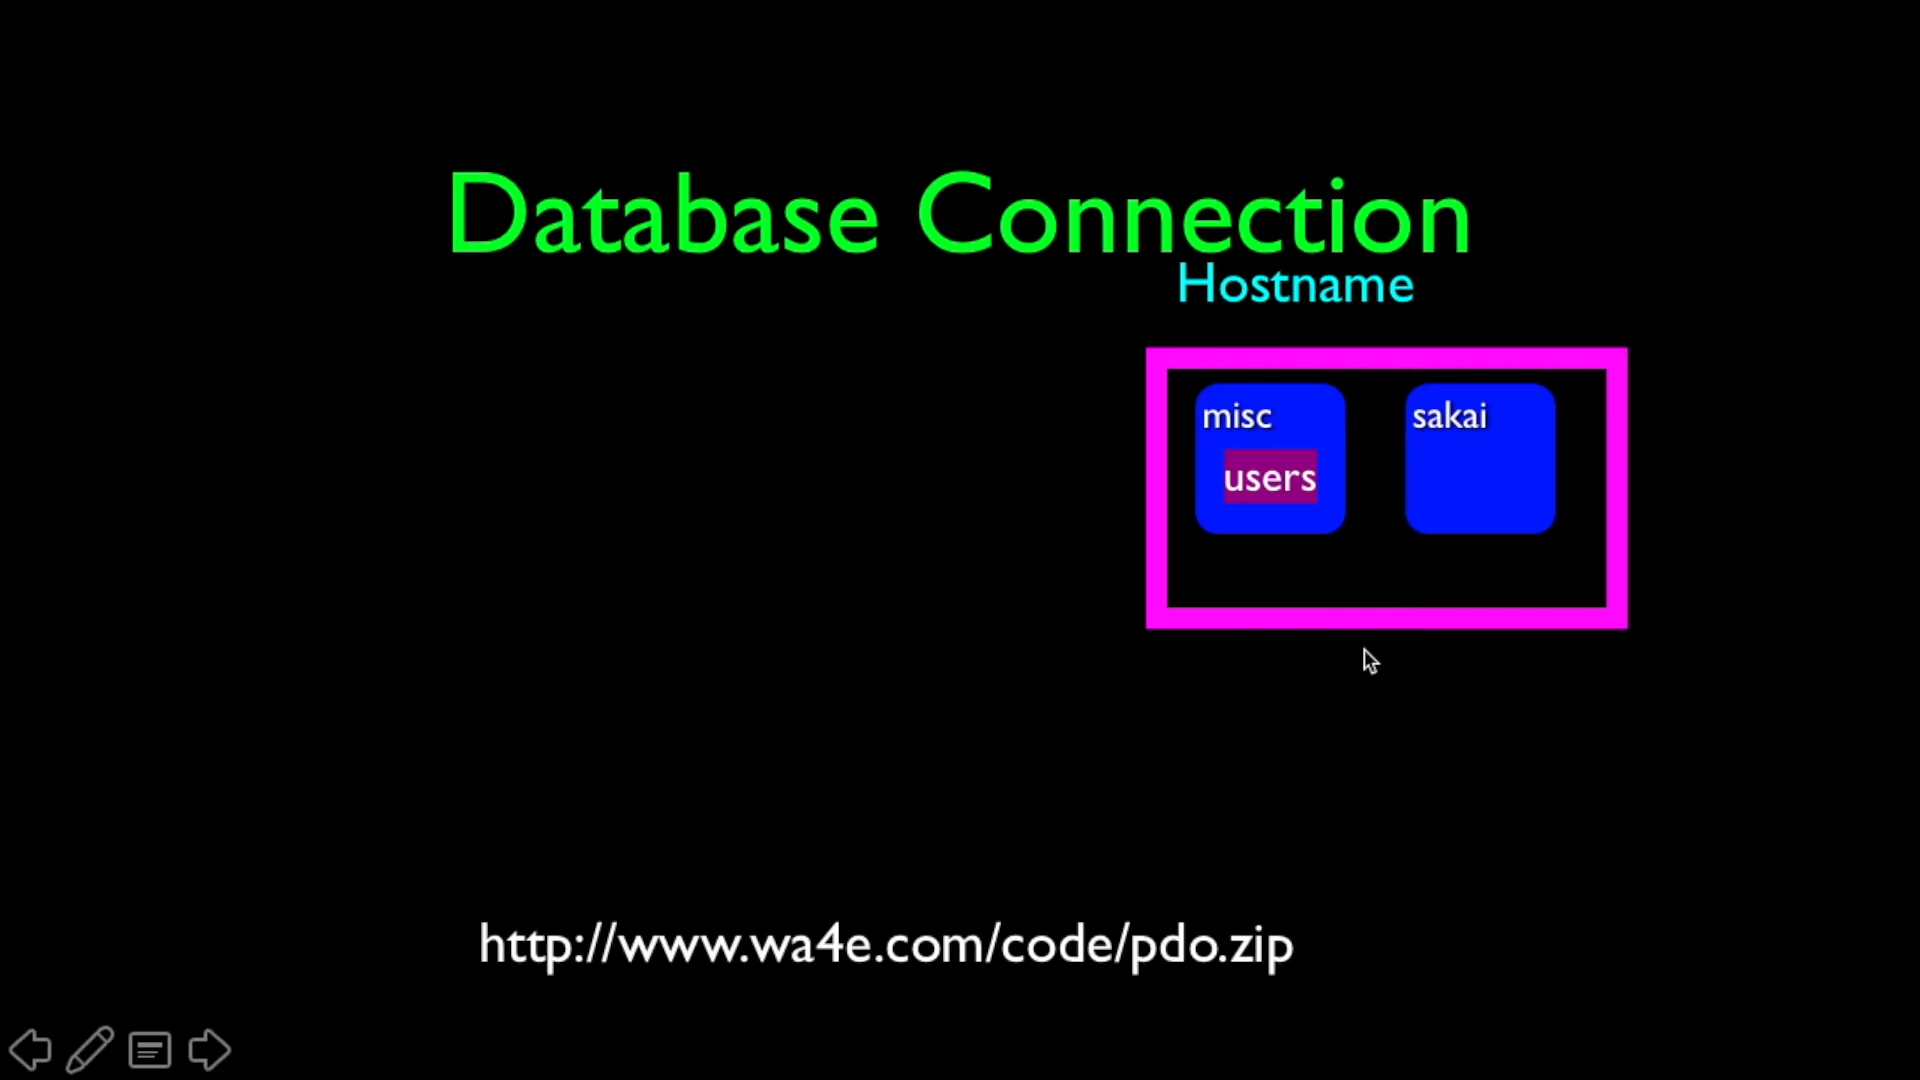 Database Connection
Hostname
misc
sakai
users
http://www.wa4e.com/code/pdo.zip